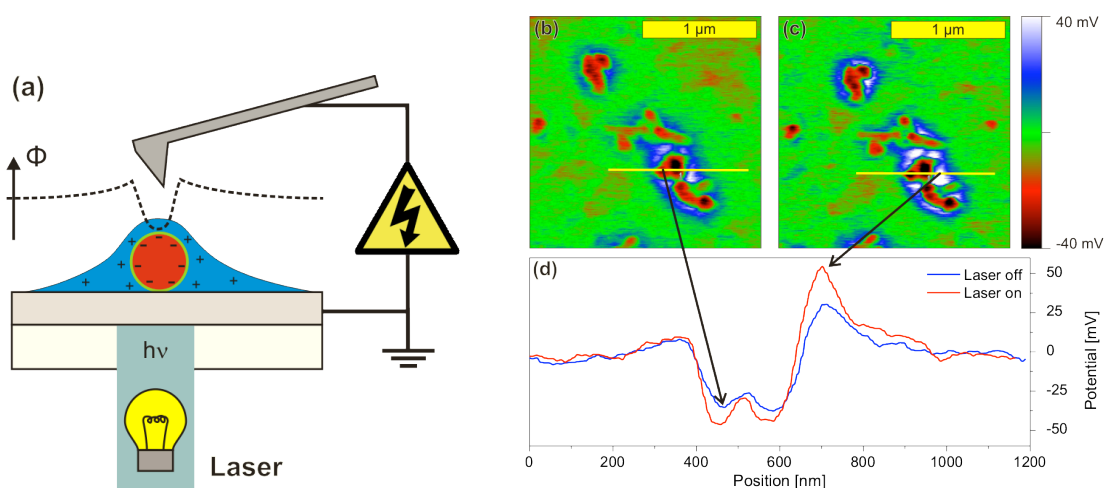 (a)
Φ
+ + + + + + + +
- - - - - - - -
hν
Laser
(b)
1 µm
(c)
1 µm
40 mV
-40 mV
(d)
Laser off
Laser on
50
25
0
-25
-50
Potential [mV]
0 200 400 600 800 1000 1200
Position [nm]